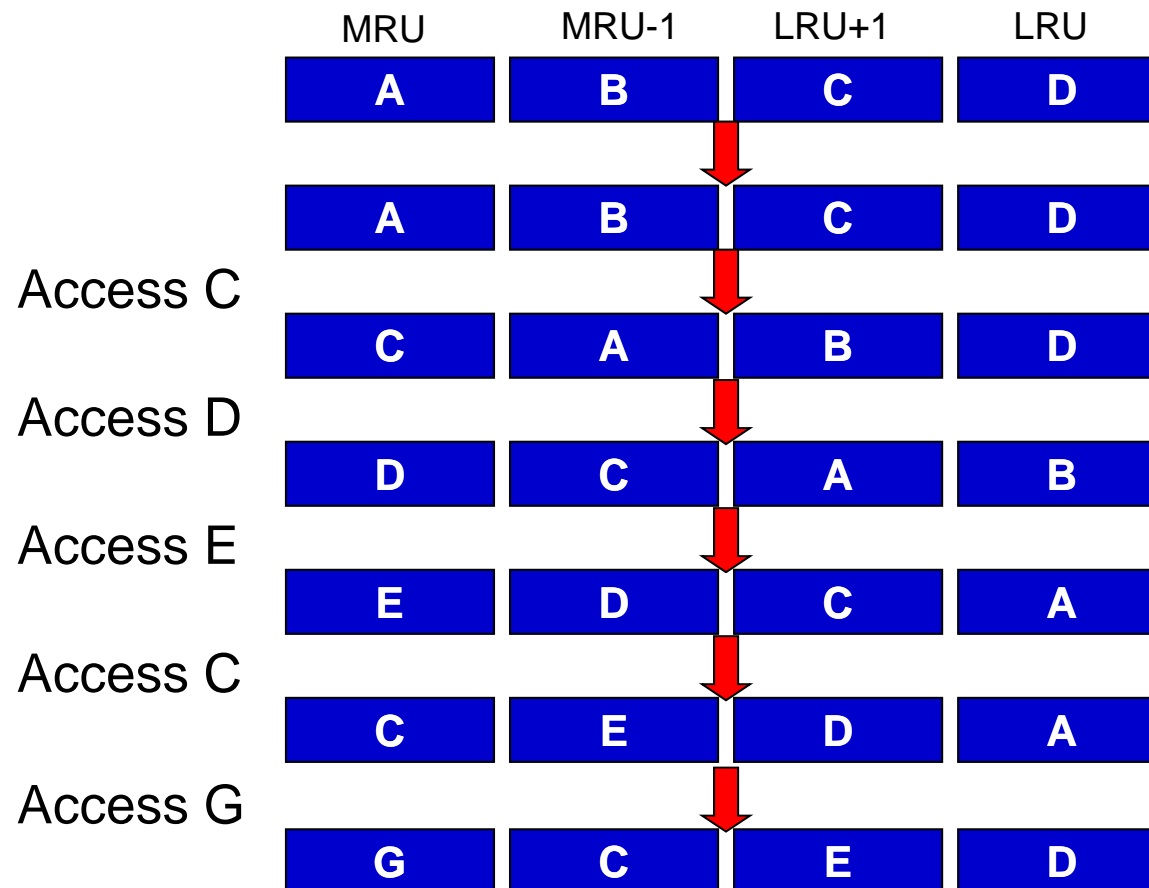 MRU MRU-1 LRU+1 LRU
A B C D
A B C D
Access C
C A B D
Access D
D C A B
Access E
E D C A
Access C
C E D A
Access G
G C E D